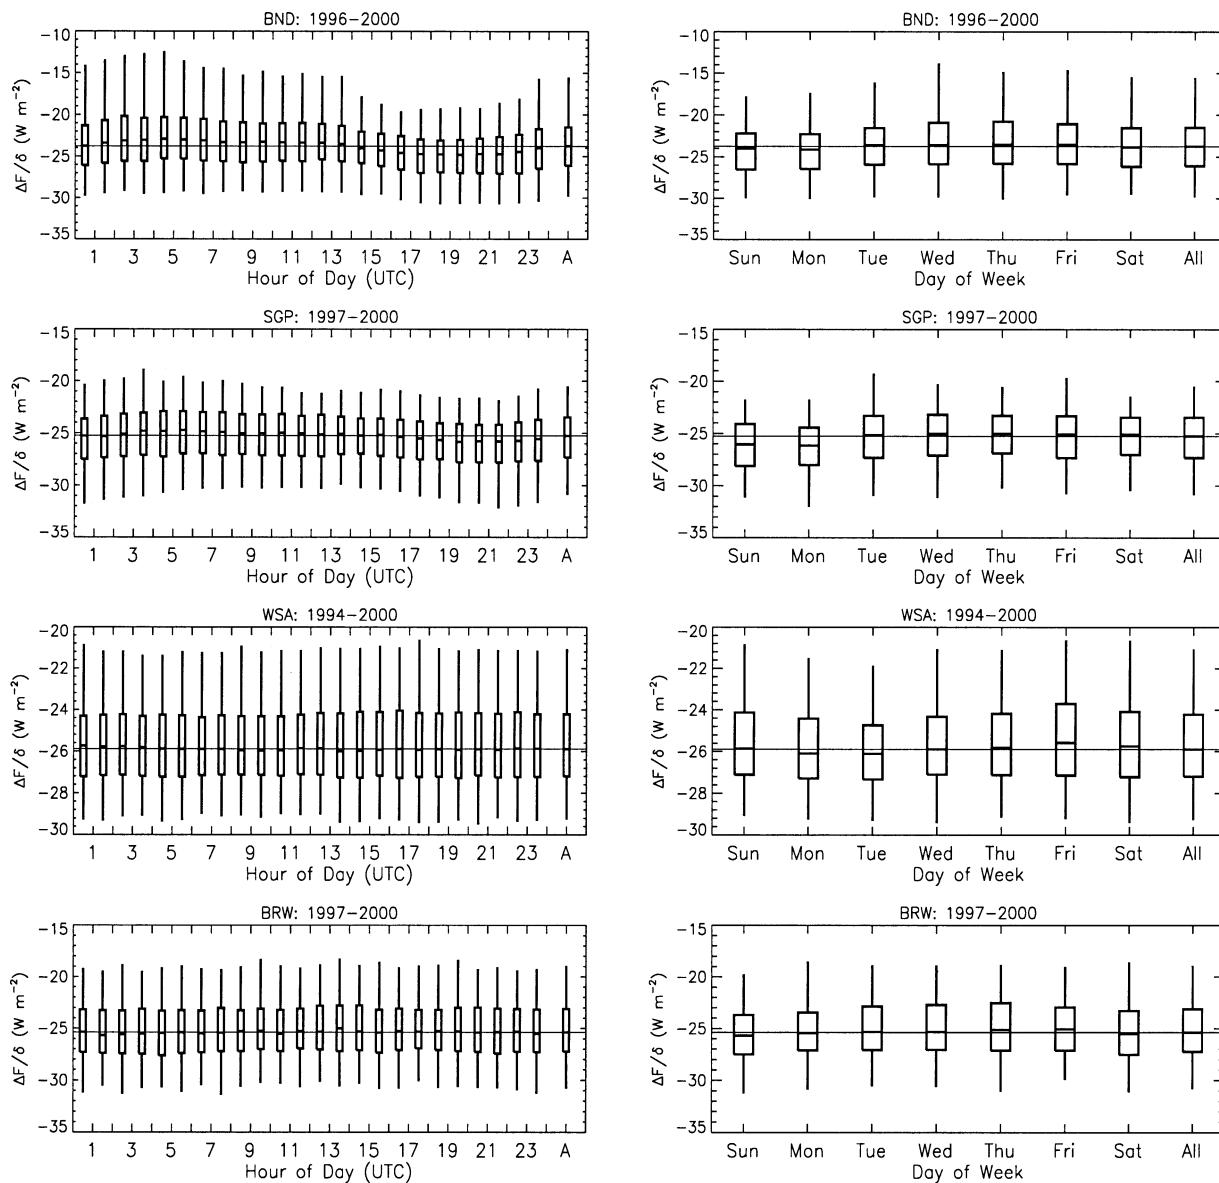 BND: 1996-2000
ΔF/δ (W m⁻²)
-10
-15
-20
-25
-30
-35
1 3 5 7 9 11 13 15 17 19 21 23 A
Hour of Day (UTC)
BND: 1996-2000
ΔF/δ (W m⁻²)
-10
-15
-20
-25
-30
-35
Sun Mon Tue Wed Thu Fri Sat All
Day of Week
SGP: 1997-2000
ΔF/δ (W m⁻²)
-15
-20
-25
-30
-35
1 3 5 7 9 11 13 15 17 19 21 23 A
Hour of Day (UTC)
SGP: 1997-2000
ΔF/δ (W m⁻²)
-15
-20
-25
-30
-35
Sun Mon Tue Wed Thu Fri Sat All
Day of Week
WSA: 1994-2000
ΔF/δ (W m⁻²)
-20
-22
-24
-26
-28
-30
1 3 5 7 9 11 13 15 17 19 21 23 A
Hour of Day (UTC)
WSA: 1994-2000
ΔF/δ (W m⁻²)
-20
-22
-24
-26
-28
-30
Sun Mon Tue Wed Thu Fri Sat All
Day of Week
BRW: 1997-2000
ΔF/δ (W m⁻²)
-15
-20
-25
-30
-35
1 3 5 7 9 11 13 15 17 19 21 23 A
Hour of Day (UTC)
BRW: 1997-2000
ΔF/δ (W m⁻²)
-15
-20
-25
-30
-35
Sun Mon Tue Wed Thu Fri Sat All
Day of Week